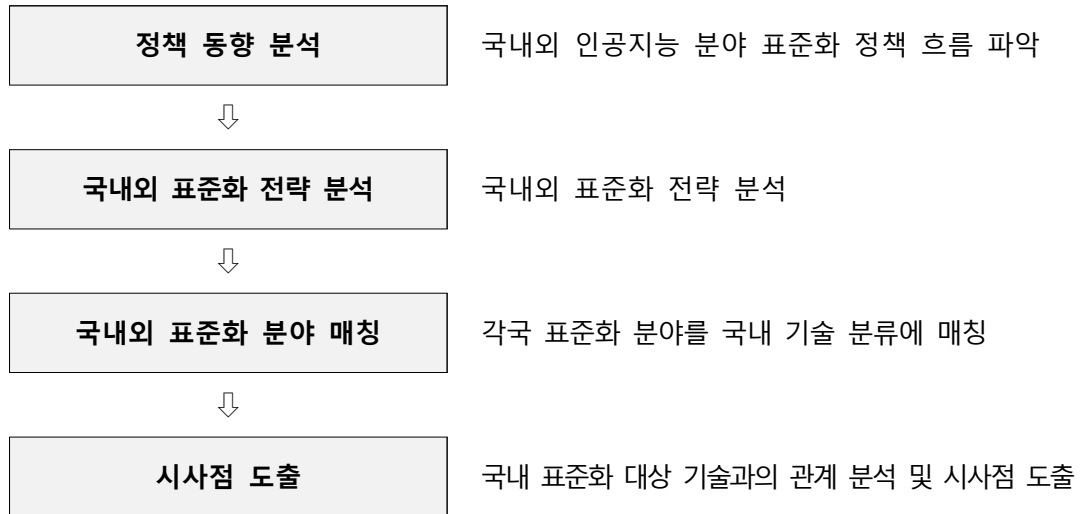 정책 동향 분석
국내외 인공지능 분야 표준화 정책 흐름 파악
⇩
국내외 표준화 전략 분석
국내외 표준화 전략 분석
⇩
국내외 표준화 분야 매칭
각국 표준화 분야를 국내 기술 분류에 매칭
⇩
시사점 도출
국내 표준화 대상 기술과의 관계 분석 및 시사점 도출